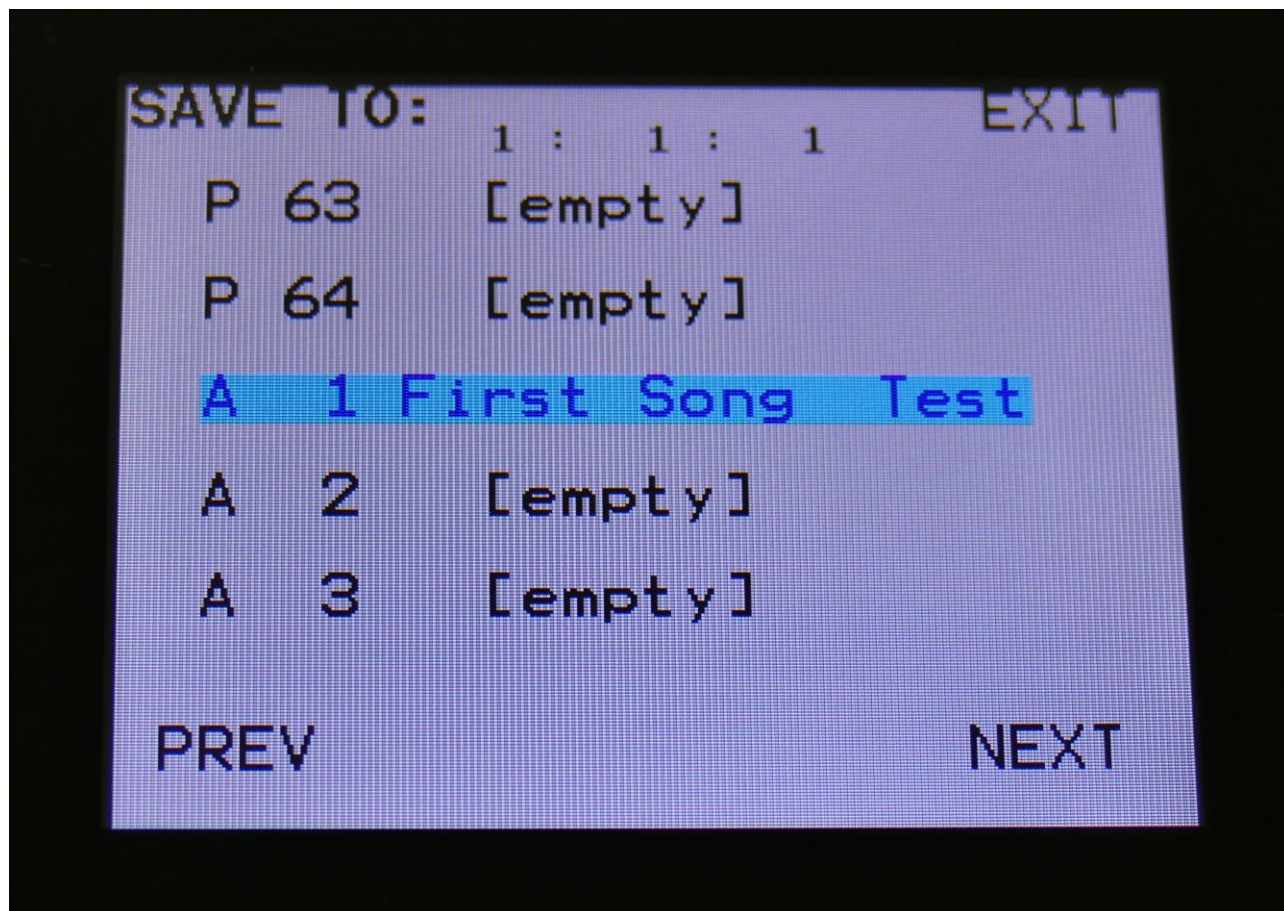 SAVE TO: EXIT
1 : 1 : 1
P 63 [empty]
P 64 [empty]
A 1 First Song Test
A 2 [empty]
A 3 [empty]
PREV NEXT